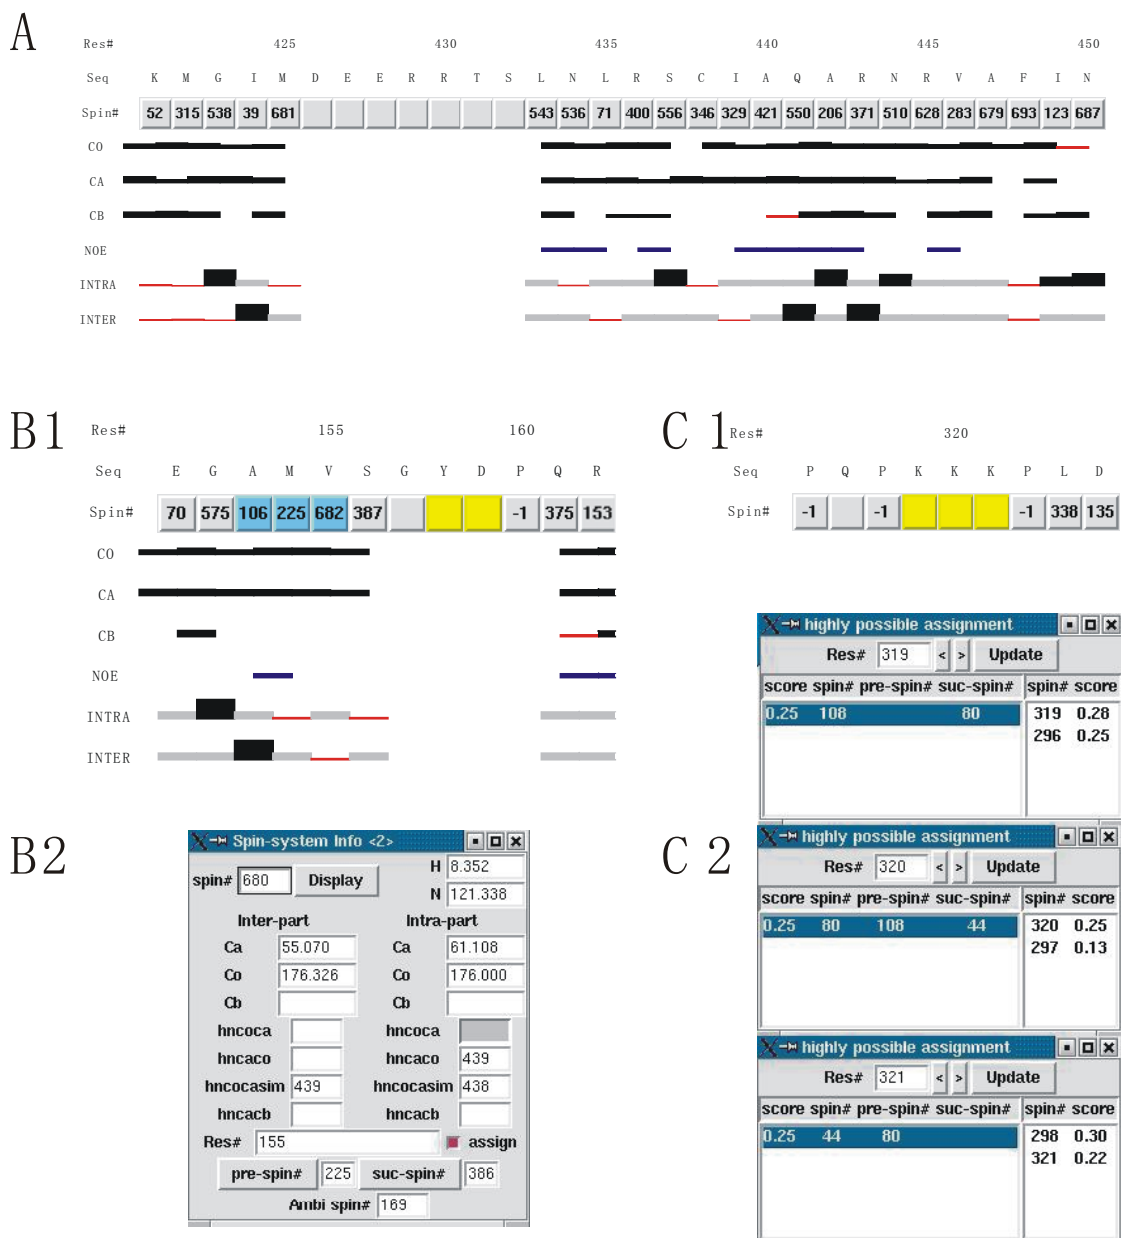 A
Res# 425 430 435 440 445 450
Seq K M G I M D E E R R T S L N L R S C I A Q A R N R V A F I N
Spin# 52 315 538 39 681 543 536 71 400 556 346 329 421 550 206 371 510 628 283 679 693 123 687
CO
CA
CB
NOE
INTRA
INTER
B1
Res# 155 160
Seq E G A M V S G Y D P Q R
Spin# 70 575 106 225 682 387 -1 375 153
CO
CA
CB
NOE
INTRA
INTER
C 1
Res# 320
Seq P Q P K K K P L D
Spin# -1 -1 -1 338 135
B2
Spin-system Info <2>
spin# 680 Display H 8.352
N 121.338
Inter-part Intra-part
Ca 55.070 Ca 61.108
Co 176.326 Co 176.000
Cb Cb
hncoca hncoca
hncaco hncaco 439
hncocasim 439 hncocasim 438
hncacb hncacb
Res# 155 assign
pre-spin# 225 suc-spin# 386
Ambi spin# 169
C 2
highly possible assignment
Res# 319 < > Update
score spin# pre-spin# suc-spin# spin# score
0.25 108 80 319 0.28
296 0.25
highly possible assignment
Res# 320 < > Update
score spin# pre-spin# suc-spin# spin# score
0.25 80 108 44 320 0.25
297 0.13
highly possible assignment
Res# 321 < > Update
score spin# pre-spin# suc-spin# spin# score
0.25 44 80 298 0.30
321 0.22